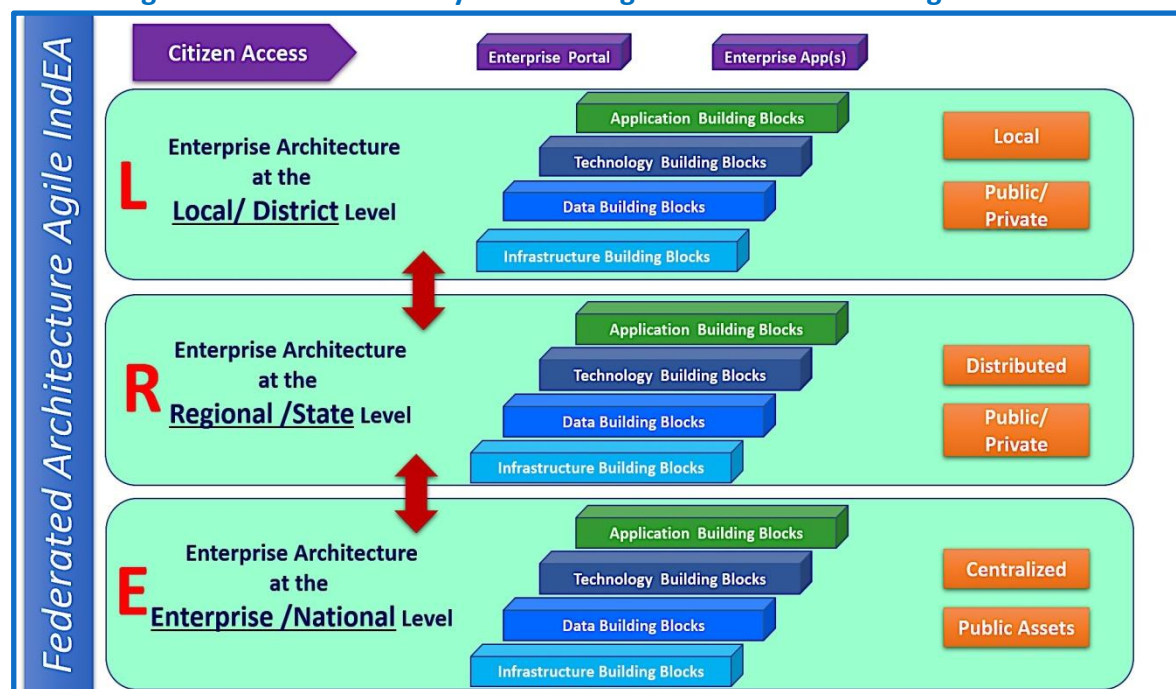 Federated Architecture Agile IndEA
Citizen Access
Enterprise Portal
Enterprise App(s)
L
Enterprise Architecture
at the
Local/ District Level
Application Building Blocks
Technology Building Blocks
Data Building Blocks
Infrastructure Building Blocks
Local
Public/
Private
R
Enterprise Architecture
at the
Regional /State Level
Application Building Blocks
Technology Building Blocks
Data Building Blocks
Infrastructure Building Blocks
Distributed
Public/
Private
E
Enterprise Architecture
at the
Enterprise /National Level
Application Building Blocks
Technology Building Blocks
Data Building Blocks
Infrastructure Building Blocks
Centralized
Public Assets